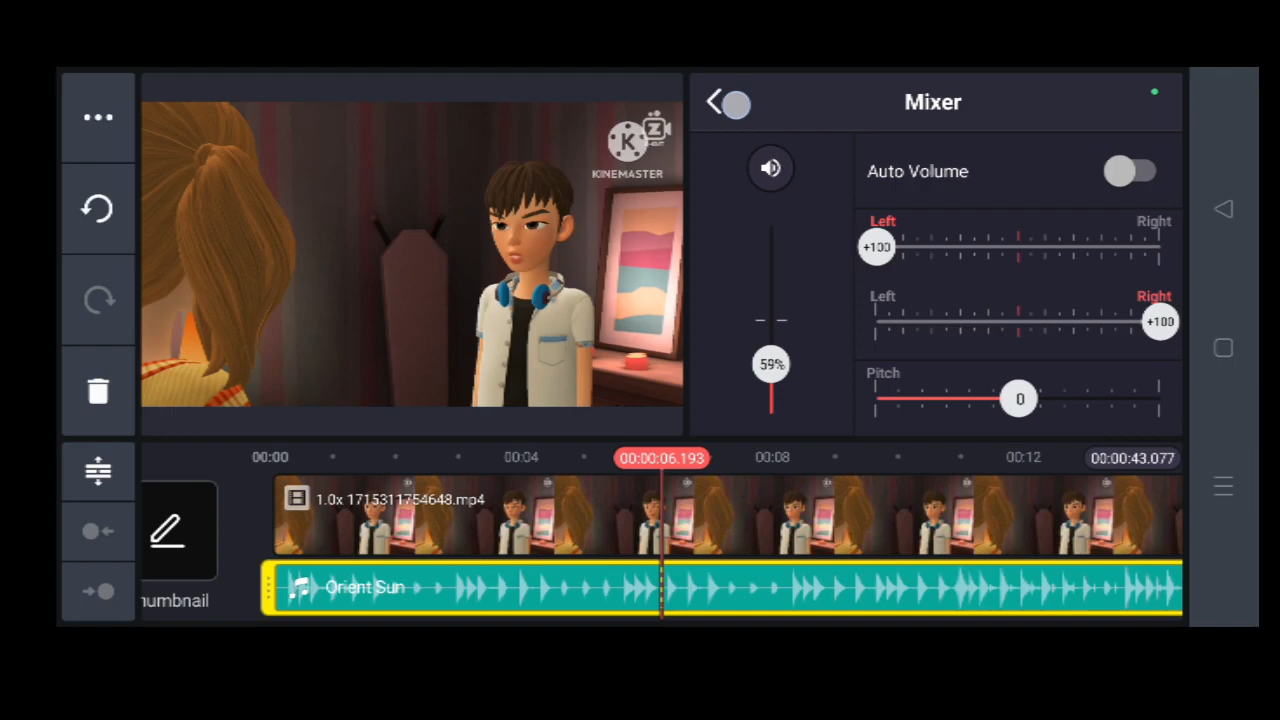 K
Z
KINEMASTER
Mixer
Auto Volume
Left Right
+100
Left Right
+100
59%
Pitch
0
00:00 00:04 00:00:06.193 00:08 00:12 00:00:43.077
1.0x 1715311754648.mp4
Orient Sun
humbnail